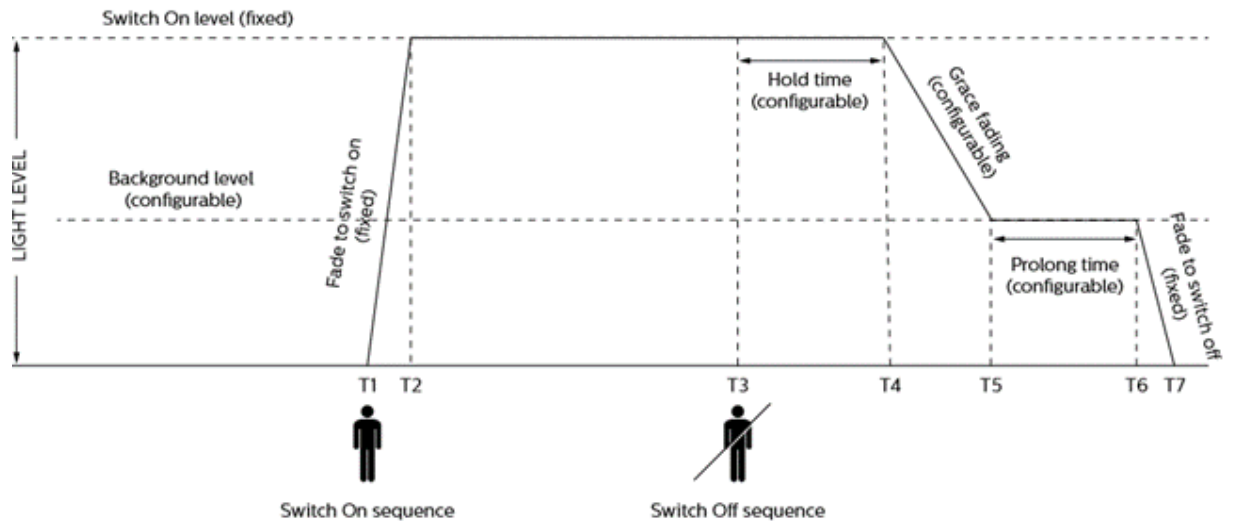 Switch On level (fixed)
Hold time
(configurable)
Grace fading
(configurable)
LIGHT LEVEL
Background level
(configurable)
Fade to switch on
(fixed)
Prolong time
(configurable)
Fade to switch off
(fixed)
T1
T2
T3
T4
T5
T6
T7
Switch On sequence
Switch Off sequence